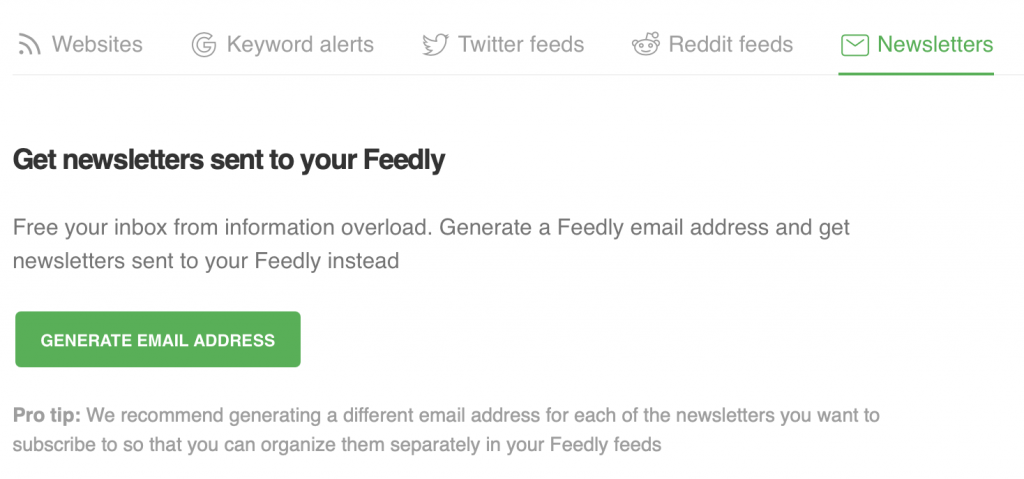 Websites Keyword alerts Twitter feeds Reddit feeds Newsletters
Get newsletters sent to your Feedly
Free your inbox from information overload. Generate a Feedly email address and get
newsletters sent to your Feedly instead
GENERATE EMAIL ADDRESS
Pro tip: We recommend generating a different email address for each of the newsletters you want to
subscribe to so that you can organize them separately in your Feedly feeds